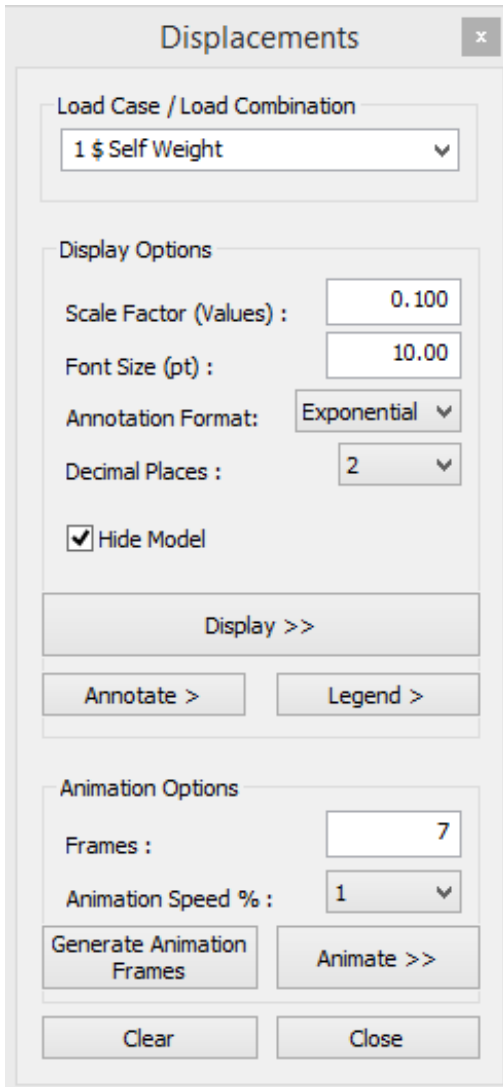 Displacements
x
Load Case / Load Combination
1 $ Self Weight
Display Options
Scale Factor (Values) : 0.100
Font Size (pt) : 10.00
Annotation Format: Exponential
Decimal Places : 2
Hide Model
Display >>
Annotate > Legend >
Animation Options
Frames : 7
Animation Speed % : 1
Generate Animation
Frames
Animate >>
Clear Close